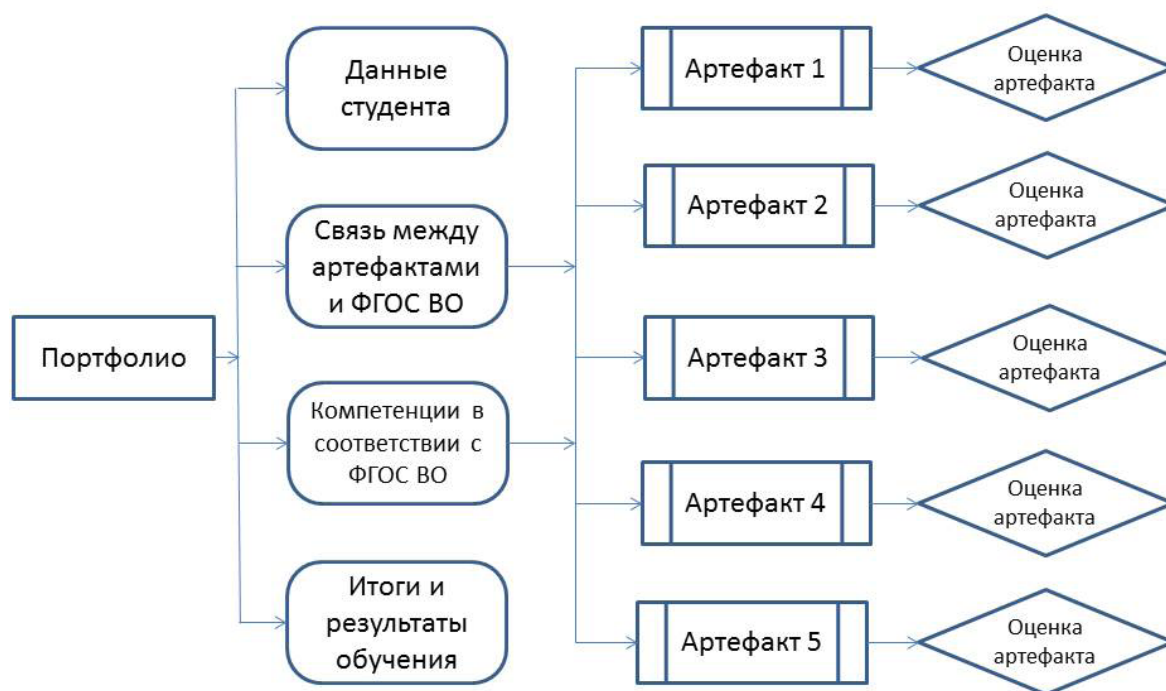 Портфолио
Данные
студента
Связь между
артефактами
и ФГОС ВО
Компетенции в
соответствии с
ФГОС ВО
Итоги и
результаты
обучения
Артефакт 1
Оценка
артефакта
Артефакт 2
Оценка
артефакта
Артефакт 3
Оценка
артефакта
Артефакт 4
Оценка
артефакта
Артефакт 5
Оценка
артефакта